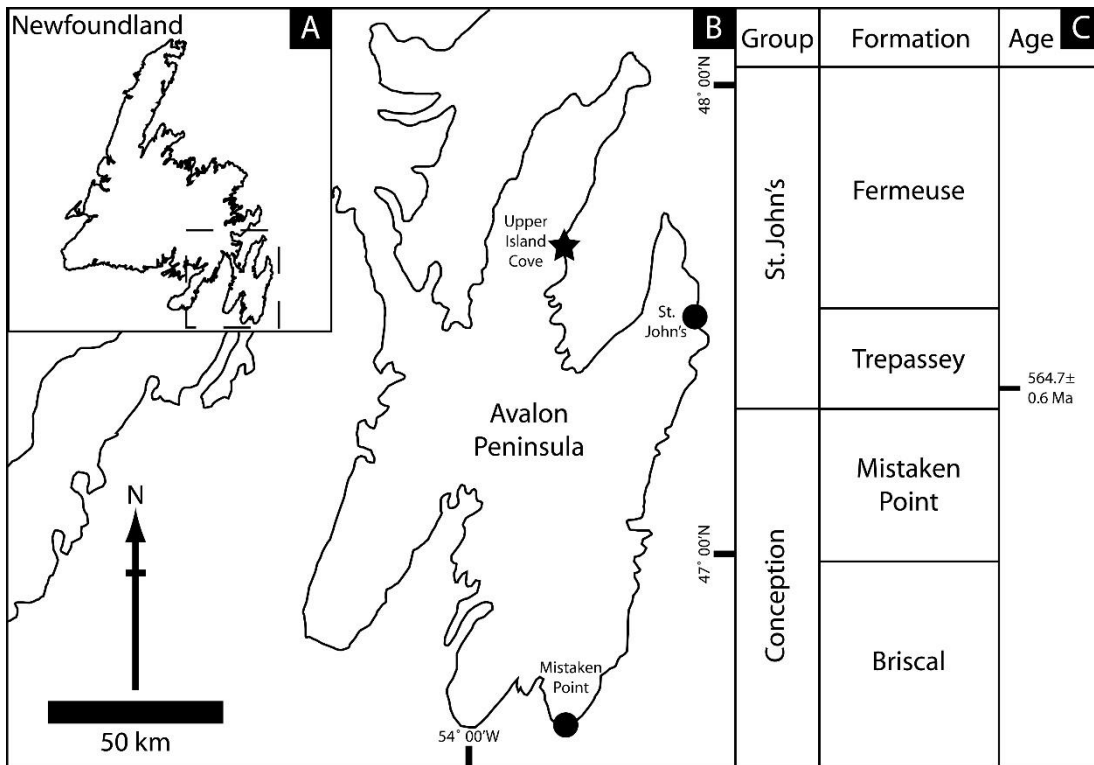 Newfoundland
A
B
Upper
Island
Cove
St.
John's
Avalon
Peninsula
N
50 km
Mistaken
Point
54° 00'W
48° 00'N
47° 00'N
Group
Formation
Age
C
St. John's
Fermeuse
Trepassey
564.7±
0.6 Ma
Conception
Mistaken
Point
Briscal